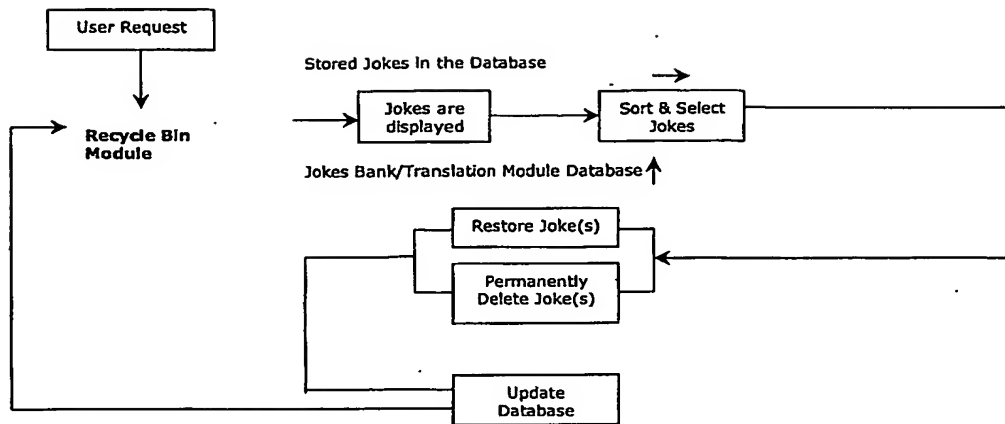 User Request
Stored Jokes in the Database
Jokes are
displayed
Sort & Select
Jokes
Recycle Bin
Module
Jokes Bank/Translation Module Database
Restore Joke(s)
Permanently
Delete Joke(s)
Update
Database